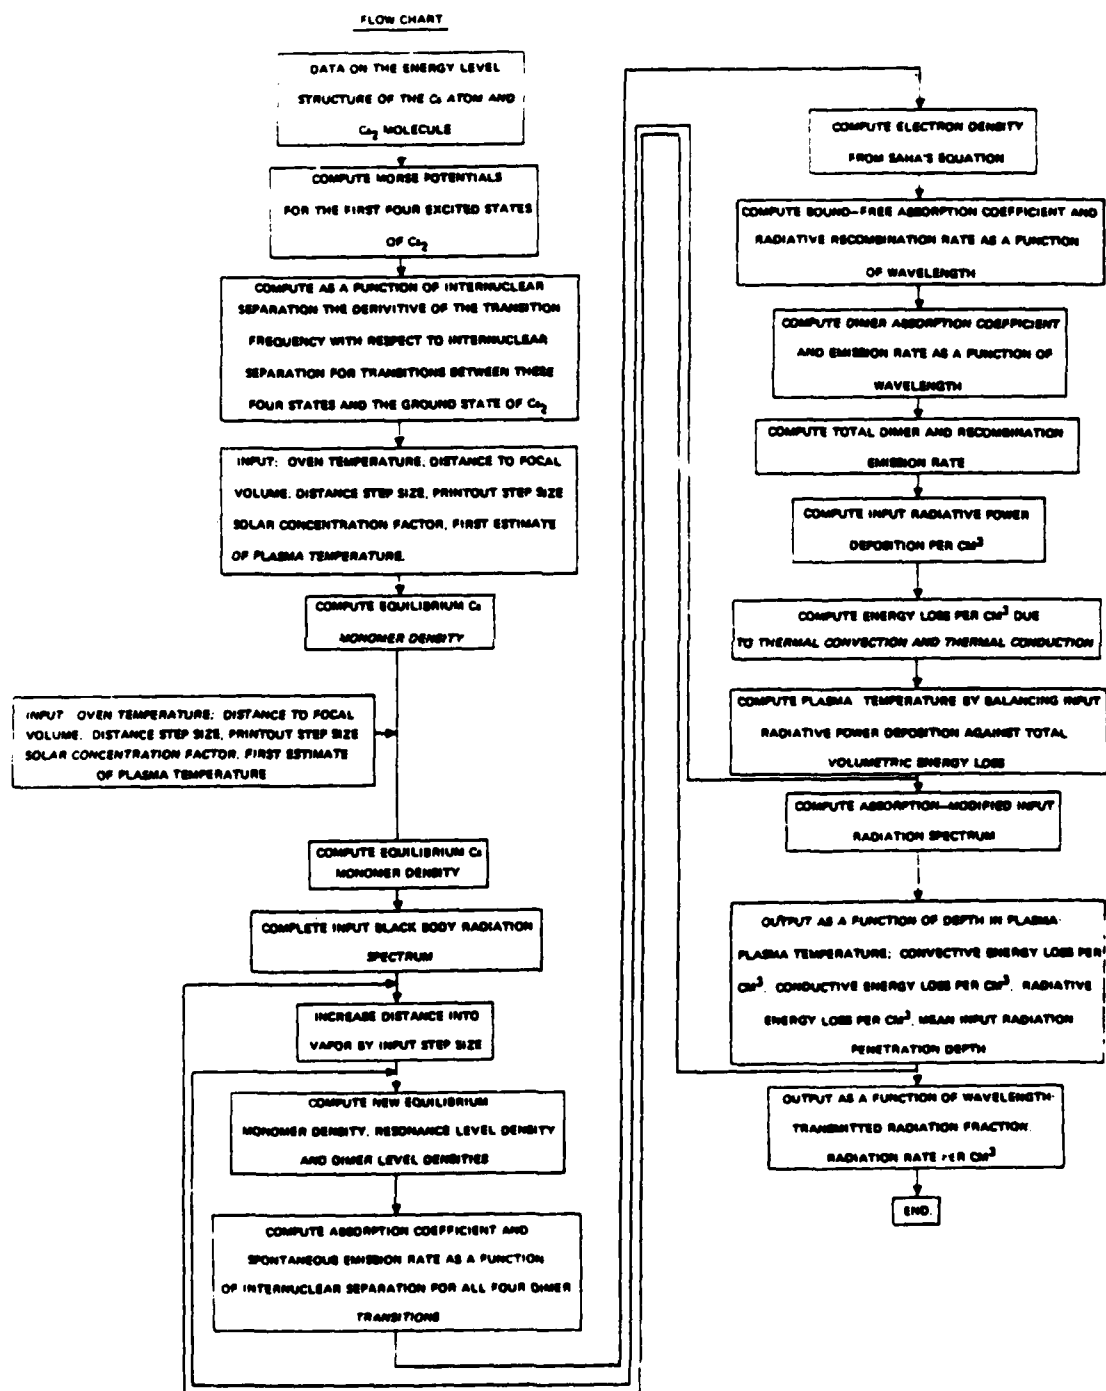 FLOW CHART
DATA ON THE ENERGY LEVEL
STRUCTURE OF THE Cs ATOM AND
Cs2 MOLECULE
COMPUTE MORSE POTENTIALS
FOR THE FIRST FOUR EXCITED STATES
OF Cs2
COMPUTE AS A FUNCTION OF INTERNUCLEAR
SEPARATION THE DERIVITIVE OF THE TRANSITION
FREQUENCY WITH RESPECT TO INTERNUCLEAR
SEPARATION FOR TRANSITIONS BETWEEN THESE
FOUR STATES AND THE GROUND STATE OF Cs2
INPUT: OVEN TEMPERATURE; DISTANCE TO FOCAL
VOLUME; DISTANCE STEP SIZE, PRINTOUT STEP SIZE
SOLAR CONCENTRATION FACTOR, FIRST ESTIMATE
OF PLASMA TEMPERATURE.
COMPUTE EQUILIBRIUM Cs
MONOMER DENSITY
INPUT OVEN TEMPERATURE; DISTANCE TO FOCAL
VOLUME, DISTANCE STEP SIZE, PRINTOUT STEP SIZE
SOLAR CONCENTRATION FACTOR, FIRST ESTIMATE
OF PLASMA TEMPERATURE
COMPUTE EQUILIBRIUM Cs
MONOMER DENSITY
COMPLETE INPUT BLACK BODY RADIATION
SPECTRUM
INCREASE DISTANCE INTO
VAPOR BY INPUT STEP SIZE
COMPUTE NEW EQUILIBRIUM
MONOMER DENSITY, RESONANCE LEVEL DENSITY
AND DIMER LEVEL DENSITIES
COMPUTE ABSORPTION COEFFICIENT AND
SPONTANEOUS EMISSION RATE AS A FUNCTION
OF INTERNUCLEAR SEPARATION FOR ALL FOUR DIMER
TRANSITIONS
COMPUTE ELECTRON DENSITY
FROM SAHA'S EQUATION
COMPUTE BOUND-FREE ABSORPTION COEFFICIENT AND
RADIATIVE RECOMBINATION RATE AS A FUNCTION
OF WAVELENGTH
COMPUTE DIMER ABSORPTION COEFFICIENT
AND EMISSION RATE AS A FUNCTION OF
WAVELENGTH
COMPUTE TOTAL DIMER AND RECOMBINATION
EMISSION RATE
COMPUTE INPUT RADIATIVE POWER
DEPOSITION PER CM3
COMPUTE ENERGY LOSS PER CM3 DUE
TO THERMAL CONVECTION AND THERMAL CONDUCTION
COMPUTE PLASMA TEMPERATURE BY BALANCING INPUT
RADIATIVE POWER DEPOSITION AGAINST TOTAL
VOLUMETRIC ENERGY LOSS
COMPUTE ABSORPTION-MODIFIED INPUT
RADIATION SPECTRUM
OUTPUT AS A FUNCTION OF DEPTH IN PLASMA-
PLASMA TEMPERATURE; CONVECTIVE ENERGY LOSS PER
CM3, CONDUCTIVE ENERGY LOSS PER CM3, RADIATIVE
ENERGY LOSS PER CM3, MEAN INPUT RADIATION
PENETRATION DEPTH
OUTPUT AS A FUNCTION OF WAVELENGTH-
TRANSMITTED RADIATION FRACTION,
RADIATION RATE PER CM3
END.